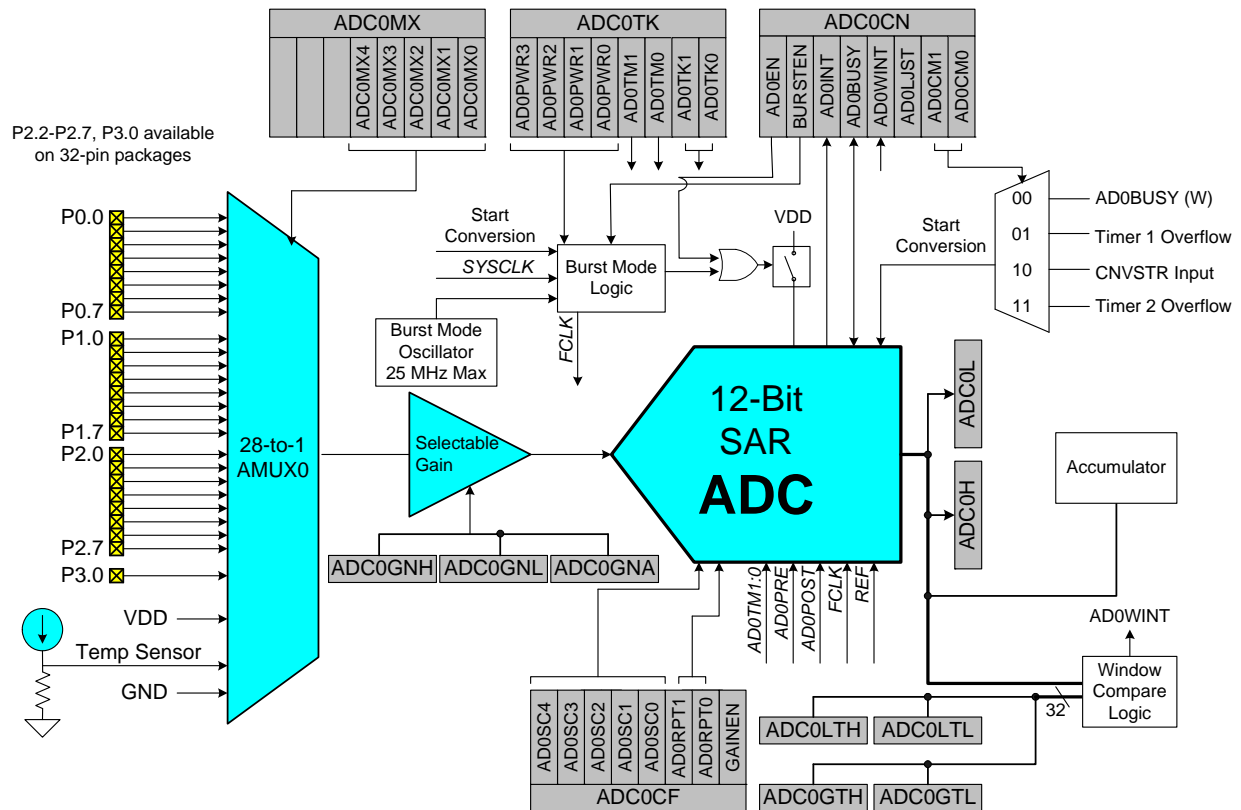 ADC0MX
ADC0MX4
ADC0MX3
ADC0MX2
ADC0MX1
ADC0MX0
ADC0TK
AD0PWR3
AD0PWR2
AD0PWR1
AD0PWR0
AD0TM1
AD0TM0
AD0TK1
AD0TK0
ADC0CN
AD0EN
BURSTEN
AD0INT
AD0BUSY
AD0WINT
AD0LJST
AD0CM1
AD0CM0
P2.2-P2.7, P3.0 available
on 32-pin packages
P0.0
P0.7
P1.0
P1.7
P2.0
P2.7
P3.0
VDD
Temp Sensor
GND
28-to-1
AMUX0
Start
Conversion
SYSCLK
Burst Mode
Logic
Burst Mode
Oscillator
25 MHz Max
FCLK
VDD
Start
Conversion
00
01
10
11
AD0BUSY (W)
Timer 1 Overflow
CNVSTR Input
Timer 2 Overflow
Selectable
Gain
ADC0GNH
ADC0GNL
ADC0GNA
12-Bit
SAR
ADC
ADC0L
ADC0H
Accumulator
AD0TM1:0
AD0PRE
AD0POST
FCLK
REF
AD0WINT
Window
Compare
Logic
32
AD0SC4
AD0SC3
AD0SC2
AD0SC1
AD0SC0
AD0RPT1
AD0RPT0
GAINEN
ADC0CF
ADC0LTH
ADC0LTL
ADC0GTH
ADC0GTL